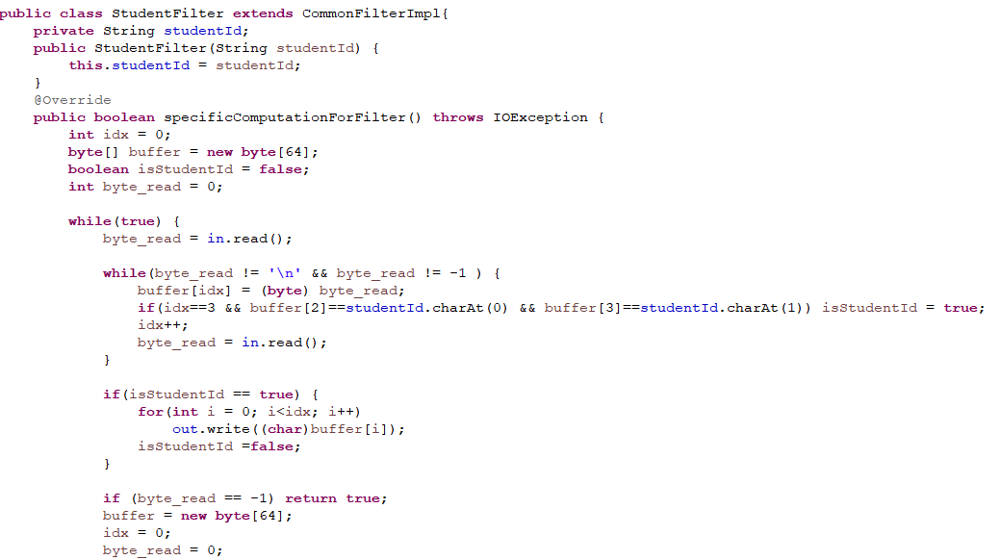 public class StudentFilter extends CommonFilterImpl{
    private String studentId;
    public StudentFilter(String studentId) {
        this.studentId = studentId;
    }
    @Override
    public boolean specificComputationForFilter() throws IOException {
        int idx = 0;
        byte[] buffer = new byte[64];
        boolean isStudentId = false;
        int byte_read = 0;

        while(true) {
            byte_read = in.read();

            while(byte_read != '\n' && byte_read != -1 ) {
                buffer[idx] = (byte) byte_read;
                if(idx==3 && buffer[2]==studentId.charAt(0) && buffer[3]==studentId.charAt(1)) isStudentId = true;
                idx++;
                byte_read = in.read();
            }

            if(isStudentId == true) {
                for(int i = 0; i<idx; i++)
                    out.write((char)buffer[i]);
                isStudentId =false;
            }

            if (byte_read == -1) return true;
            buffer = new byte[64];
            idx = 0;
            byte_read = 0;